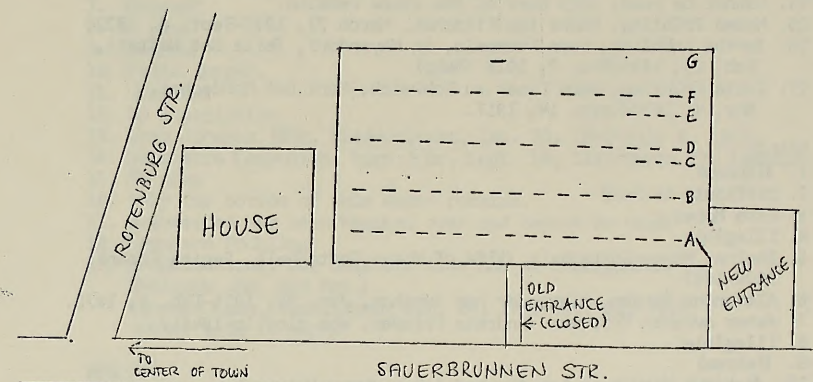 ROTENBURG STR.
HOUSE
G
F
E
D
C
B
A
NEW
ENTRANCE
OLD
ENTRANCE
← (CLOSED)
TO
CENTER OF TOWN
SAUERBRUNNEN STR.